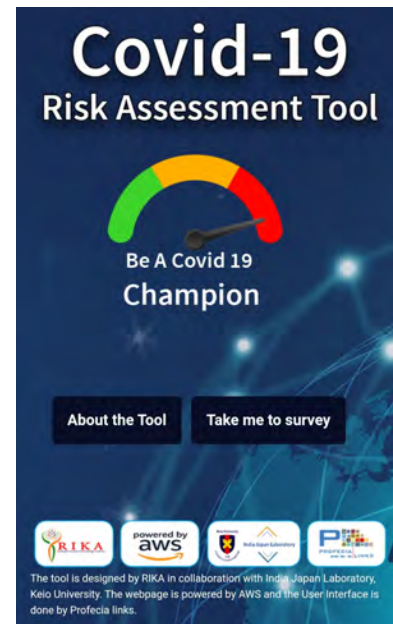 Covid-19
Risk Assessment Tool
Be A Covid 19
Champion
About the Tool
Take me to survey
RIKA
powered by
aws
India Japan Laboratory
PROFECIA LINKS
The tool is designed by RIKA in collaboration with India Japan Laboratory,
Keio University. The webpage is powered by AWS and the User Interface is
done by Profecia links.